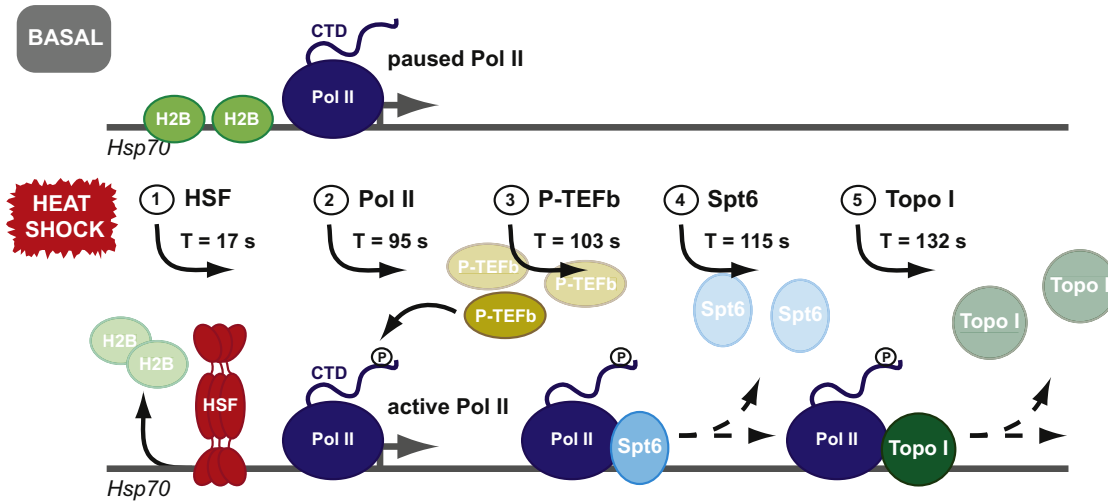 BASAL
CTD
paused Pol II
Pol II
H2B
H2B
Hsp70
HEAT
SHOCK
1 HSF
T = 17 s
2 Pol II
T = 95 s
3 P-TEFb
T = 103 s
4 Spt6
T = 115 s
5 Topo I
T = 132 s
P-TEFb
P-TEFb
P-TEFb
Spt6
Spt6
Topo I
Topo I
H2B
H2B
HSF
CTD
P
active Pol II
Pol II
P
Pol II
Spt6
P
Pol II
Topo I
Hsp70